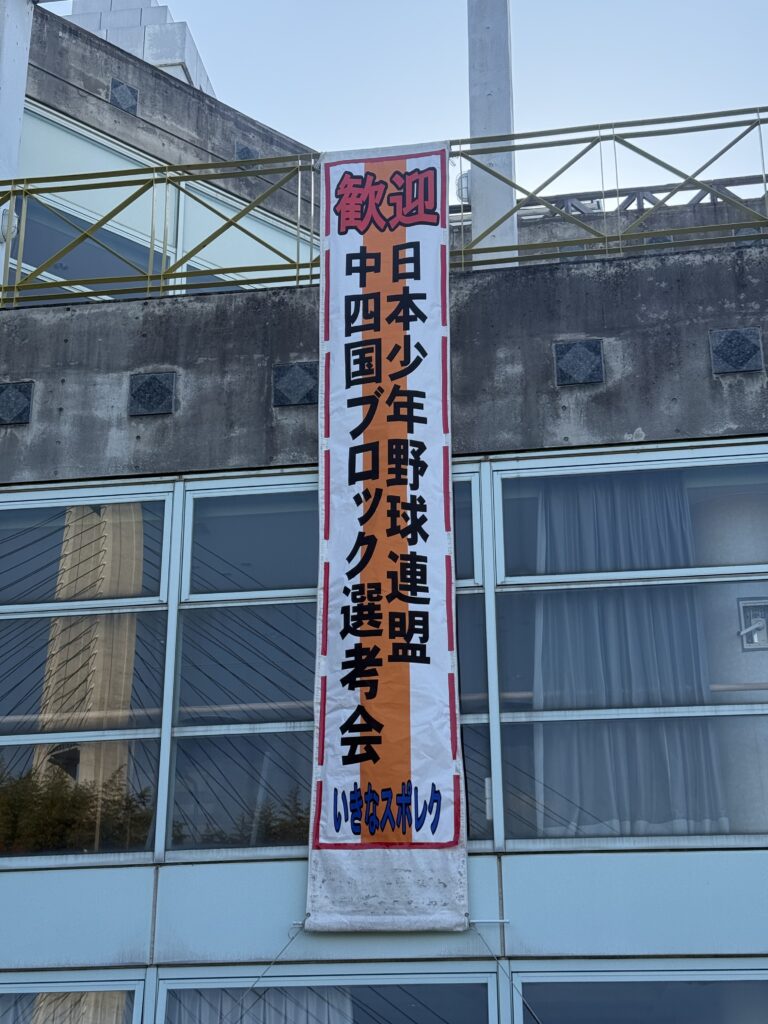 歓迎
日本少年野球連盟
中四国ブロック選考会
いきなスポレク